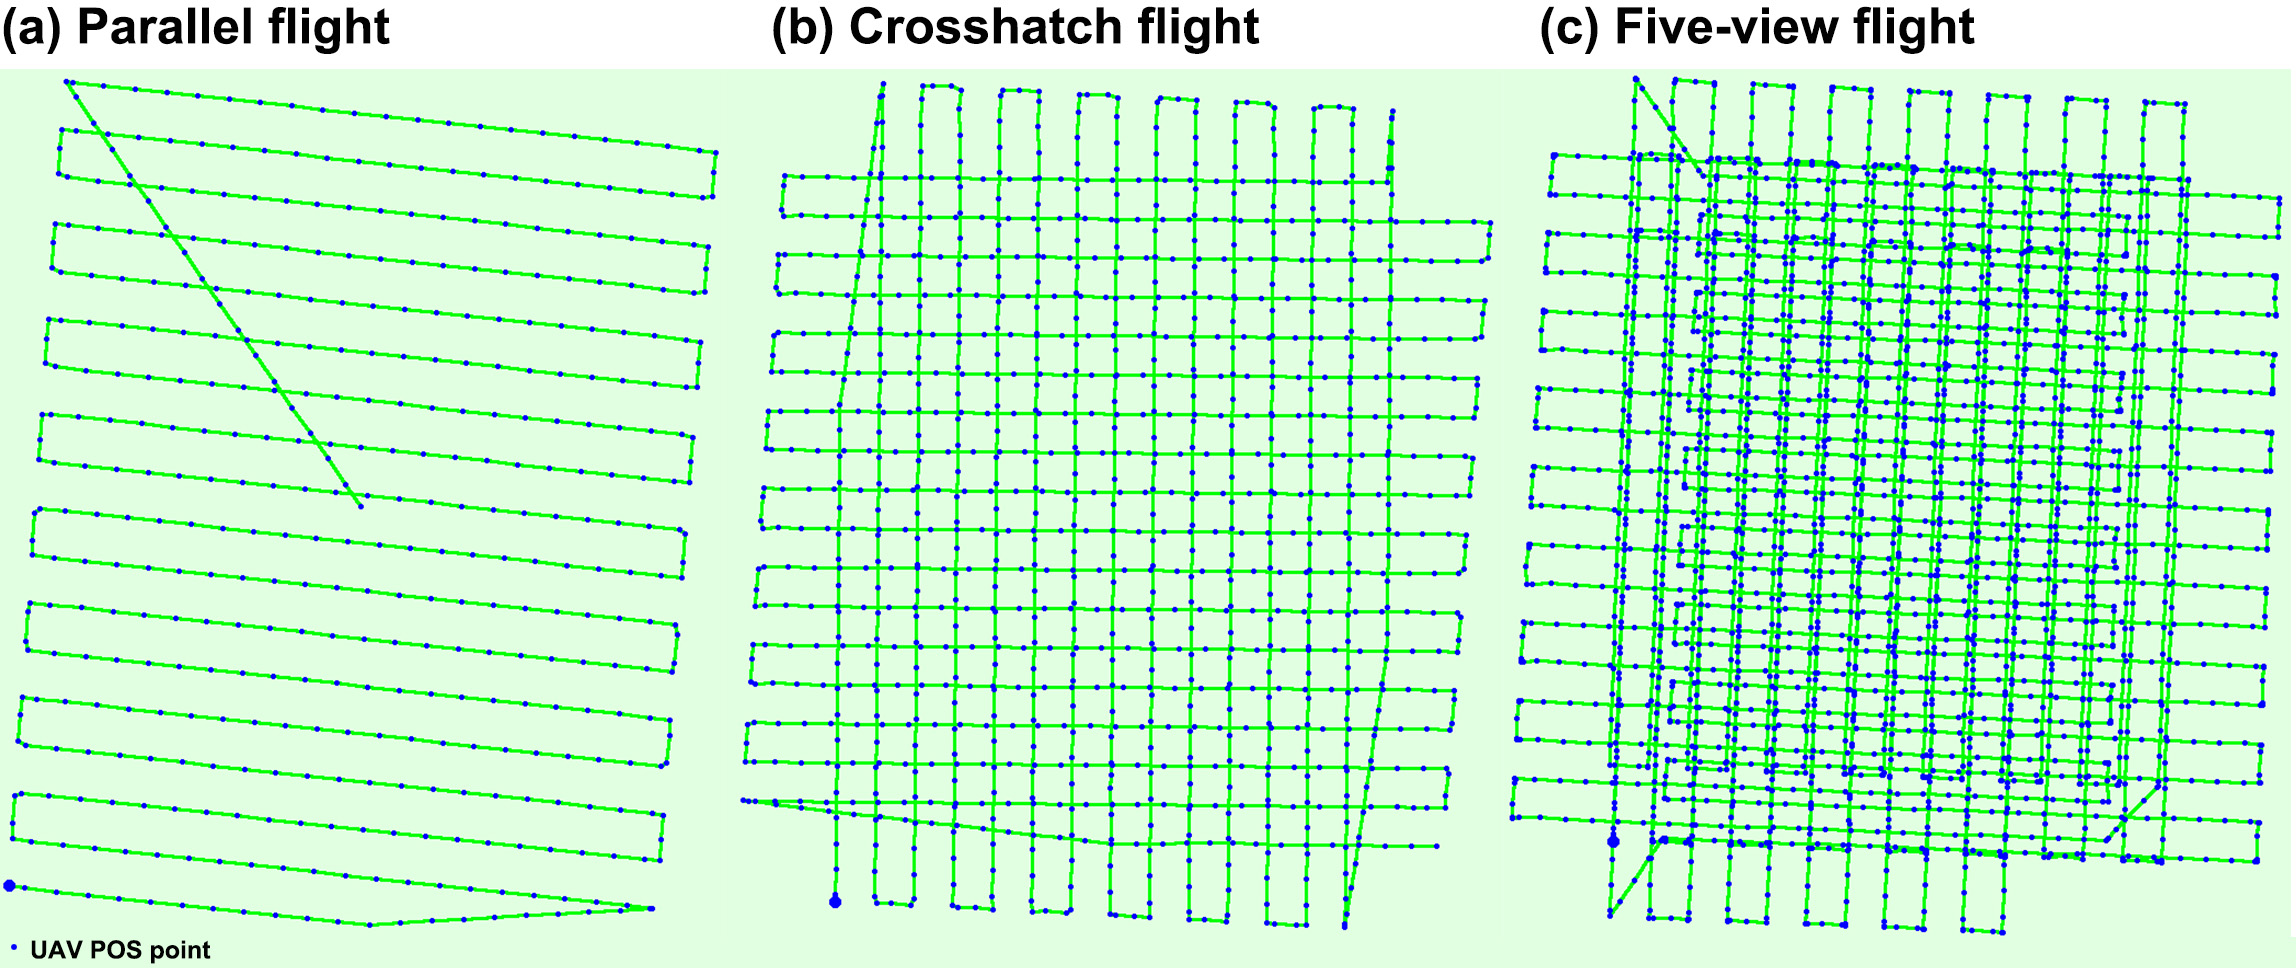 (a) Parallel flight
(b) Crosshatch flight
(c) Five-view flight
UAV POS point